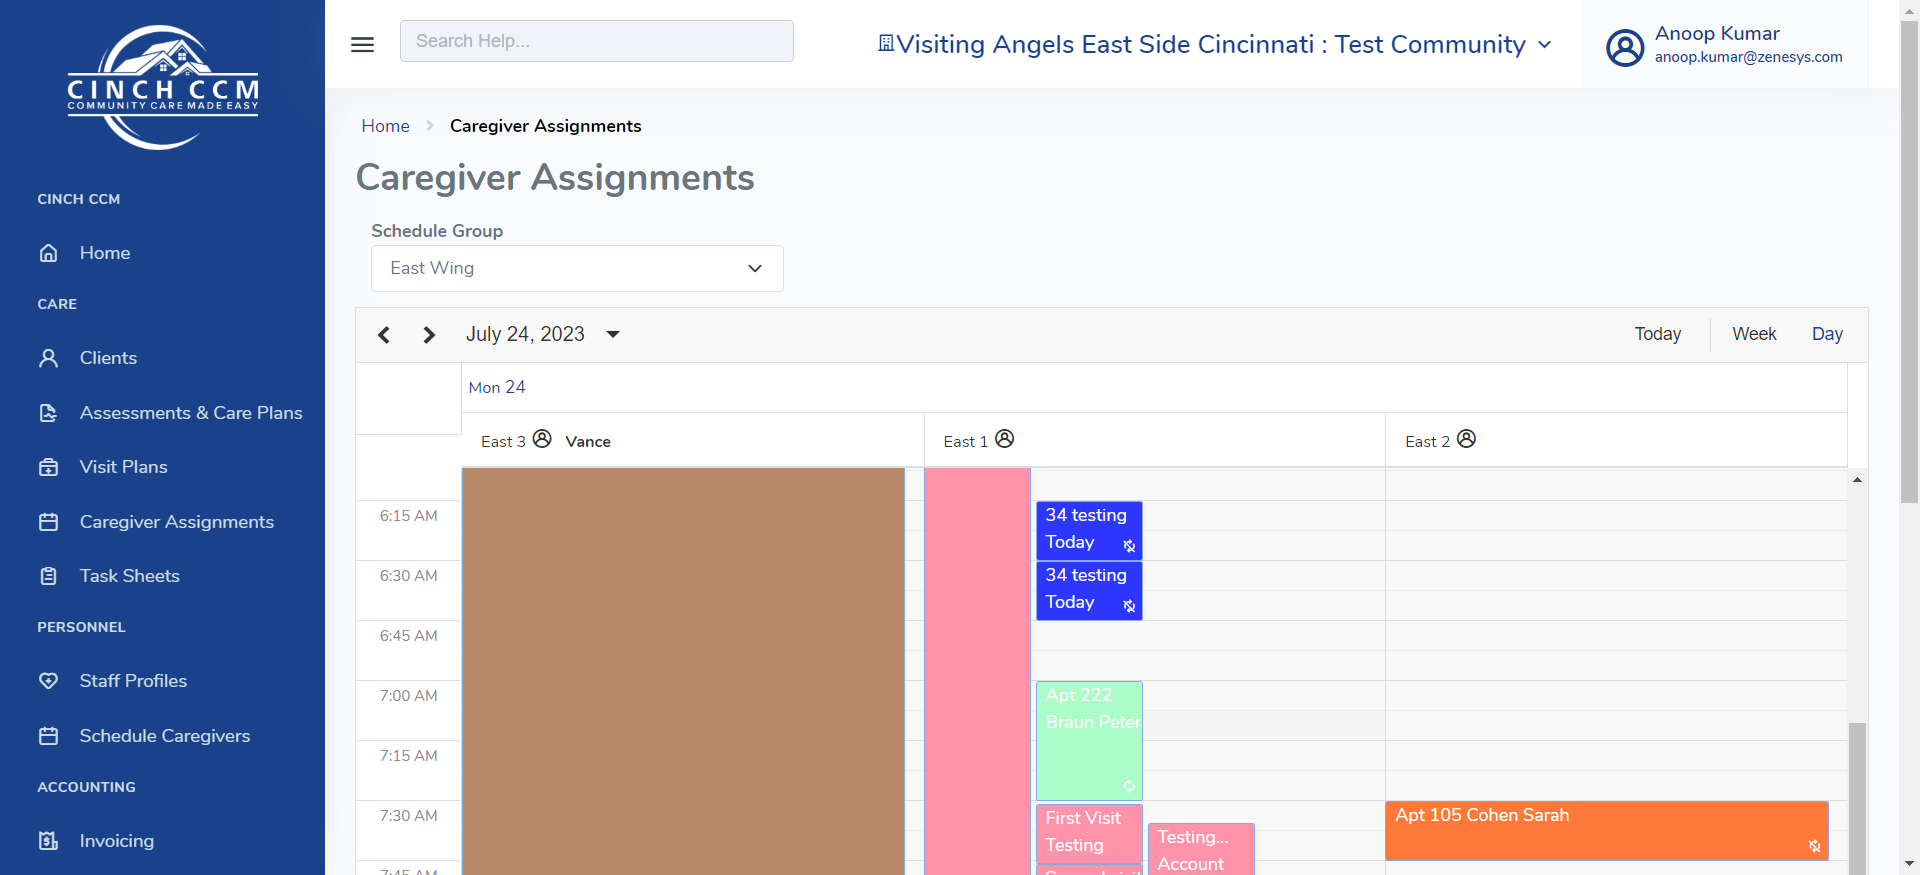 CINCH CCM
COMMUNITY CARE MADE EASY
Search Help...
Visiting Angels East Side Cincinnati : Test Community
Anoop Kumar
anoop.kumar@zenesys.com
CINCH CCM
Home
CARE
Clients
Assessments & Care Plans
Visit Plans
Caregiver Assignments
Task Sheets
PERSONNEL
Staff Profiles
Schedule Caregivers
ACCOUNTING
Invoicing
Home
Caregiver Assignments
Caregiver Assignments
Schedule Group
East Wing
July 24, 2023
Today
Week
Day
Mon 24
East 3
Vance
East 1
East 2
6:15 AM
6:30 AM
6:45 AM
7:00 AM
7:15 AM
7:30 AM
7:45 AM
34 testing
Today
34 testing
Today
Apt 222
Braun Peter
First Visit
Testing
Testing...
Account
Apt 105 Cohen Sarah